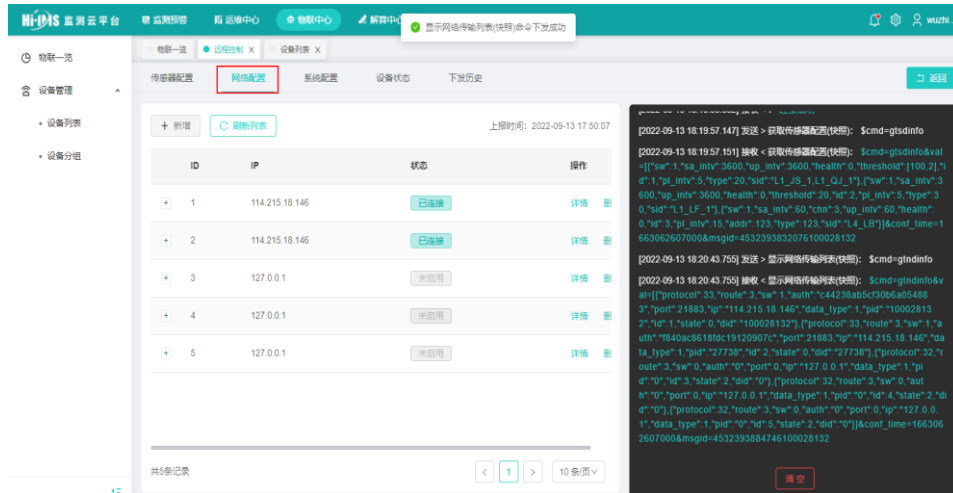 Hi-IMS 监测云平台 监测预警 运维中心 物联中心 解算中心 wuzhi
显示网络传输列表(快照)命令下发成功
物联一览 远程控制 X 设备列表 X
物联一览
设备管理
设备列表
设备分组
传感器配置 网络配置 系统配置 设备状态 下发历史 返回
+ 新增 刷新列表 上报时间：2022-09-13 17:50:07
ID IP 状态 操作
+ 1 114.215.18.146 已连接 详情
+ 2 114.215.18.146 已连接 详情
+ 3 127.0.0.1 未启用 详情
+ 4 127.0.0.1 未启用 详情
+ 5 127.0.0.1 未启用 详情
共5条记录 < 1 > 10 条/页
[2022-09-13 18:19:57.147] 发送 > 获取传感器配置(快照): $cmd=gtsdinfo
[2022-09-13 18:19:57.151] 接收 < 获取传感器配置(快照): $cmd=gtsdinfo&val
=[{"sw":1,"sa_intv":3600,"up_intv":3600,"health":0,"threshold":[100,2],"i
d":1,"pl_intv":5,"type":20,"sid":"L1_JS_1,L1_QJ_1"},{"sw":1,"sa_intv":3
600,"up_intv":3600,"health":0,"threshold":20,"id":2,"pl_intv":5,"type":3
0,"sid":"L1_LF_1"},{"sw":1,"sa_intv":60,"chn":3,"up_intv":60,"health":
0,"id":3,"pl_intv":15,"addr":123,"type":123,"sid":"L4_LB"}]&conf_time=1
663062607000&msgid=4532393832076100028132
[2022-09-13 18:20:43.755] 发送 > 显示网络传输列表(快照): $cmd=gtndinfo
[2022-09-13 18:20:43.755] 接收 < 显示网络传输列表(快照): $cmd=gtndinfo&v
al=[{"protocol":33,"route":3,"sw":1,"auth":"c44238ab5cf30b6a05488
3","port":21883,"ip":"114.215.18.146","data_type":1,"pid":"10002813
2","id":1,"state":0,"did":"100028132"},{"protocol":33,"route":3,"sw":1,"a
uth":"f840ac8618fdc19120907c","port":21883,"ip":"114.215.18.146","da
ta_type":1,"pid":"27738","id":2,"state":0,"did":"27738"},{"protocol":32,"r
oute":3,"sw":0,"auth":"0","port":0,"ip":"127.0.0.1","data_type":1,"pi
d":"0","id":3,"state":2,"did":"0"},{"protocol":32,"route":3,"sw":0,"aut
h":"0","port":0,"ip":"127.0.0.1","data_type":1,"pid":"0","id":4,"state":2,"di
d":"0"},{"protocol":32,"route":3,"sw":0,"auth":"0","port":0,"ip":"127.0.0.
1","data_type":1,"pid":"0","id":5,"state":2,"did":"0"}]&conf_time=166306
2607000&msgid=4532393884746100028132
清空